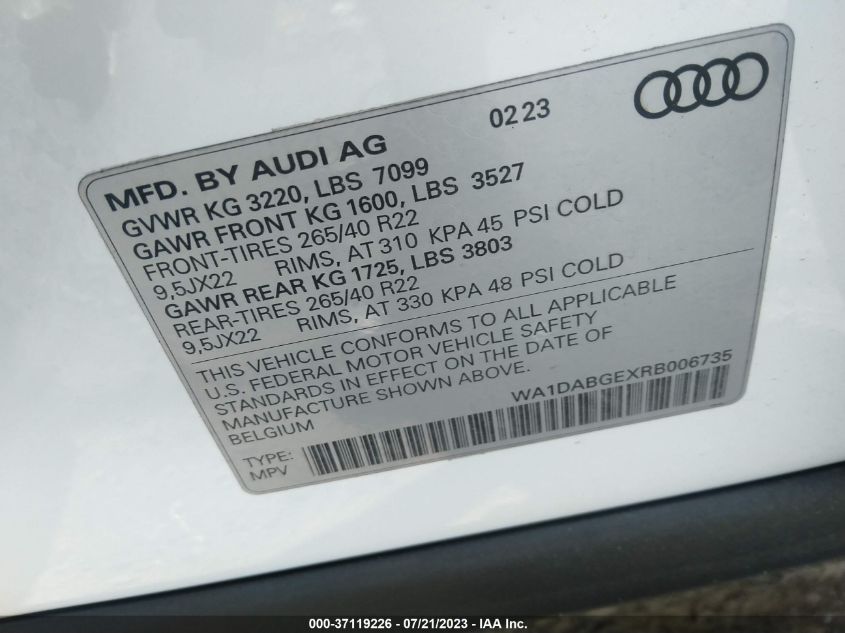 02 23
MFD. BY AUDI AG
GVWR KG 3220, LBS 7099
GAWR FRONT KG 1600, LBS 3527
FRONT-TIRES 265/40 R22
9,5JX22 RIMS, AT 310 KPA 45 PSI COLD
GAWR REAR KG 1725, LBS 3803
REAR-TIRES 265/40 R22
9,5JX22 RIMS, AT 330 KPA 48 PSI COLD
THIS VEHICLE CONFORMS TO ALL APPLICABLE
U.S. FEDERAL MOTOR VEHICLE SAFETY
STANDARDS IN EFFECT ON THE DATE OF
MANUFACTURE SHOWN ABOVE.
BELGIUM
WA1DABGEXRB006735
TYPE:
MPV
000-37119226 - 07/21/2023 - IAA Inc.